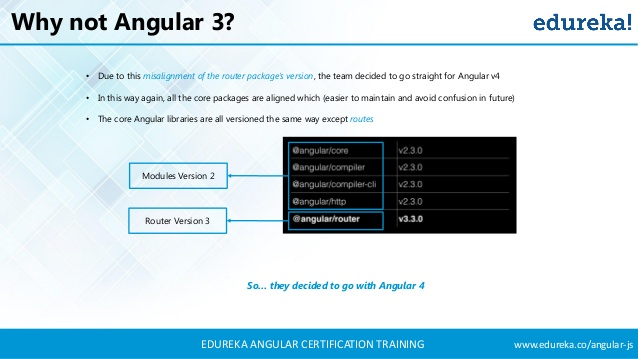 Why not Angular 3?
edureka!
• Due to this misalignment of the router package's version, the team decided to go straight for Angular v4
• In this way again, all the core packages are aligned which (easier to maintain and avoid confusion in future)
• The core Angular libraries are all versioned the same way except routes
Modules Version 2
Router Version 3
@angular/core v2.3.0
@angular/compiler v2.3.0
@angular/compiler-cli v2.3.0
@angular/http v2.3.0
@angular/router v3.3.0
So... they decided to go with Angular 4
EDUREKA ANGULAR CERTIFICATION TRAINING
www.edureka.co/angular-js